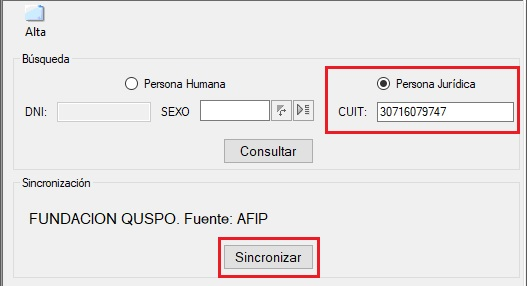 Alta
Búsqueda
Persona Humana
Persona Jurídica
DNI:
SEXO
CUIT: 30716079747
Consultar
Sincronización
FUNDACION QUSPO. Fuente: AFIP
Sincronizar